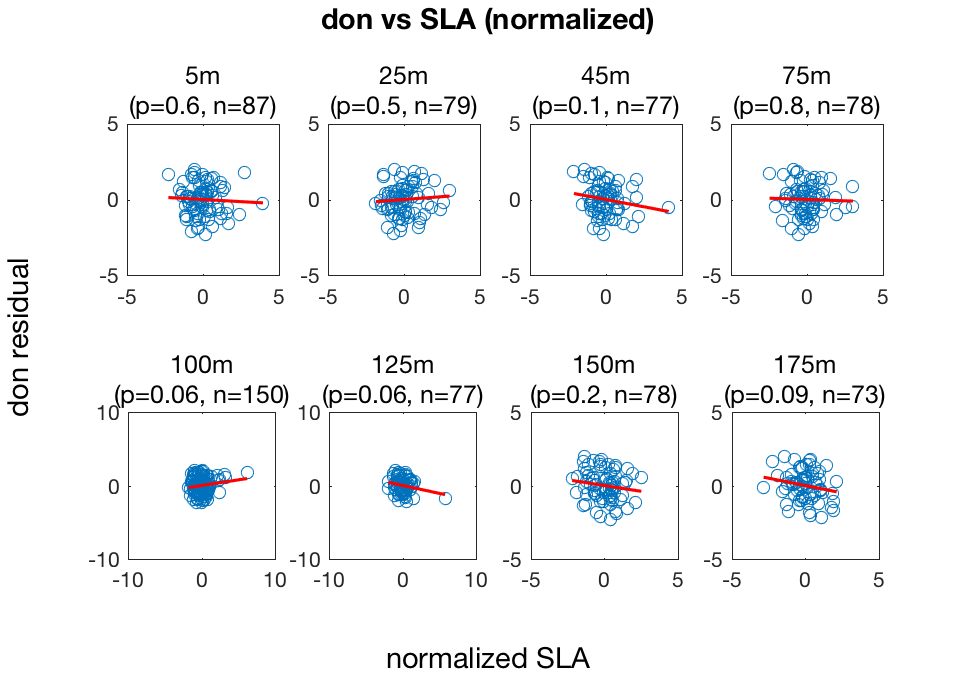 don vs SLA (normalized)
5m
(p=0.6, n=87)
25m
(p=0.5, n=79)
45m
(p=0.1, n=77)
75m
(p=0.8, n=78)
5
0
-5
-5 0 5
5
0
-5
-5 0 5
5
0
-5
-5 0 5
5
0
-5
-5 0 5
don residual
100m
(p=0.06, n=150)
125m
(p=0.06, n=77)
150m
(p=0.2, n=78)
175m
(p=0.09, n=73)
10
0
-10
-10 0 10
10
0
-10
-10 0 10
5
0
-5
-5 0 5
5
0
-5
-5 0 5
normalized SLA